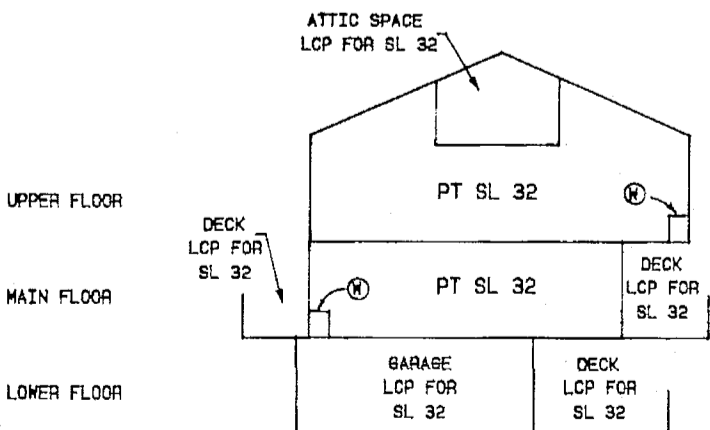 ATTIC SPACE
LCP FOR SL 32
UPPER FLOOR
PT SL 32
W
DECK
LCP FOR
SL 32
MAIN FLOOR
W
PT SL 32
DECK
LCP FOR
SL 32
LOWER FLOOR
GARAGE
LCP FOR
SL 32
DECK
LCP FOR
SL 32